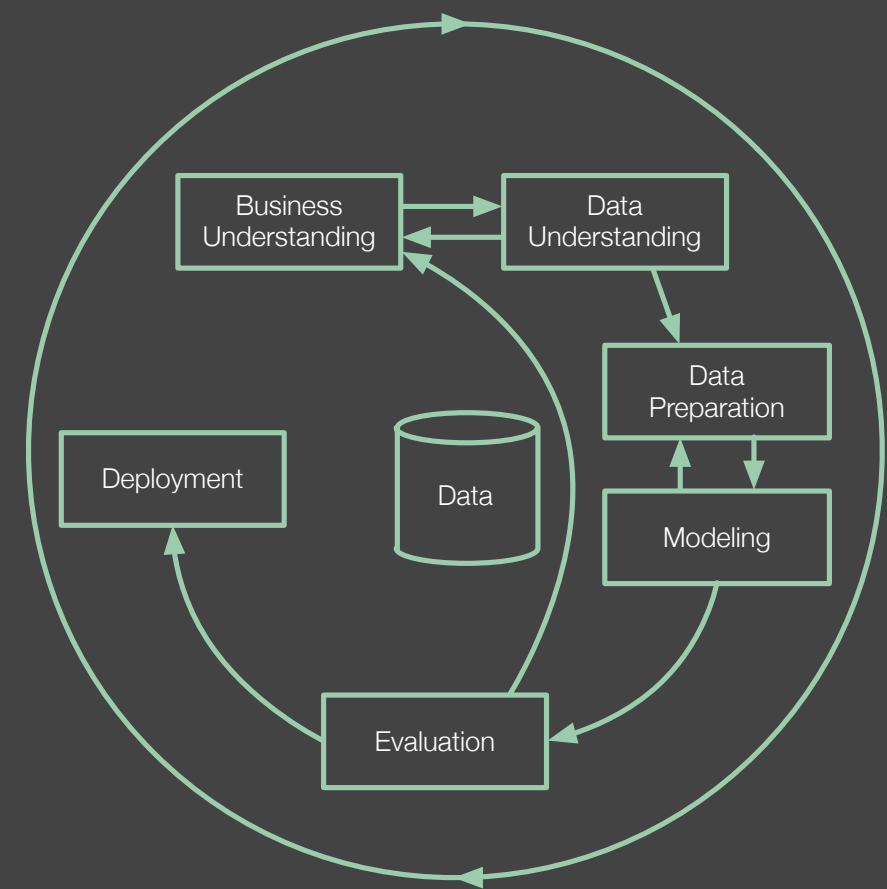 Business
Understanding
Data
Understanding
Data
Preparation
Deployment
Data
Modeling
Evaluation